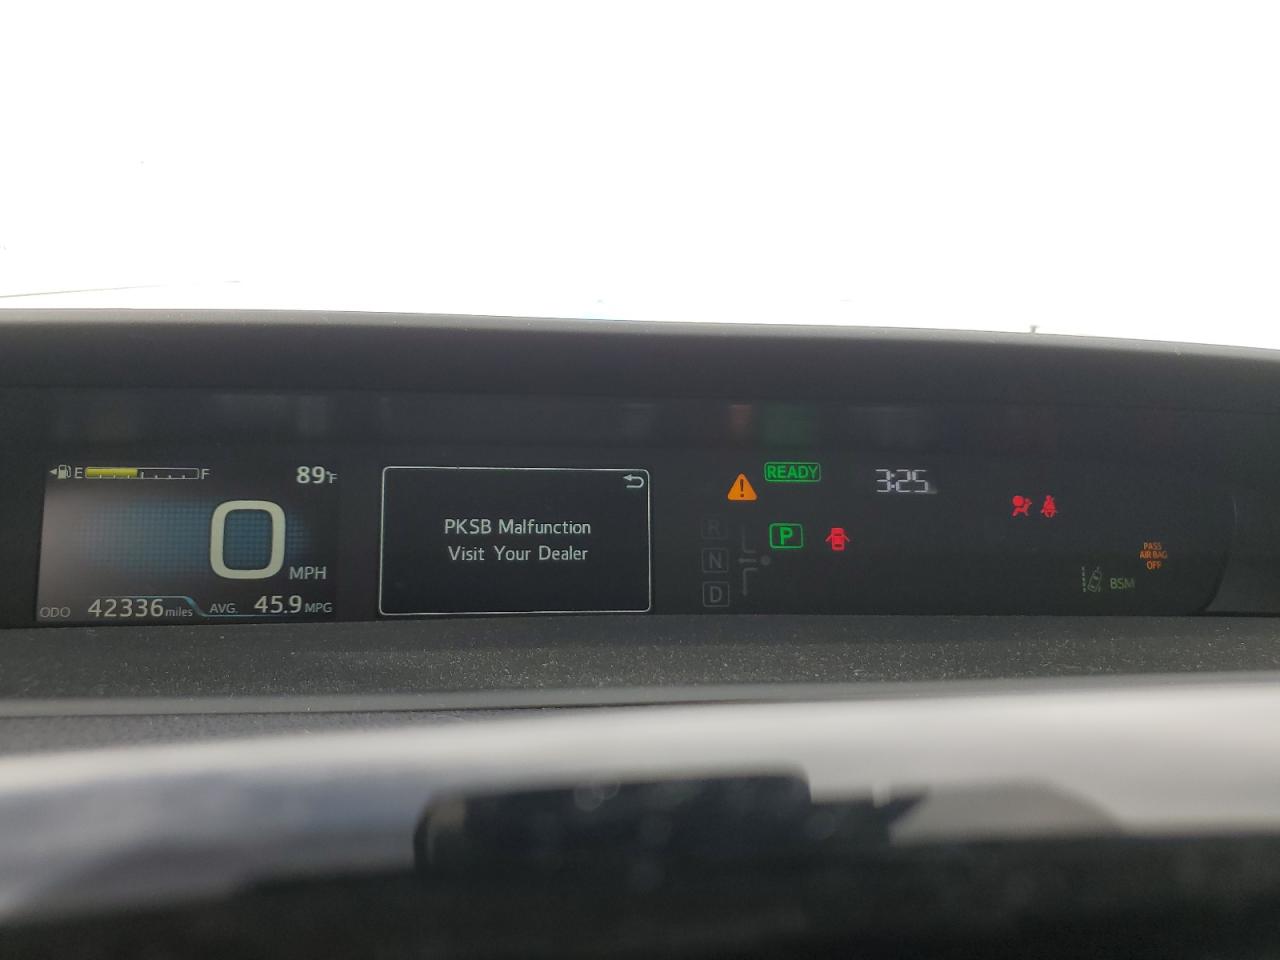 E F
89°F
0 MPH
ODO 42336 miles AVG. 45.9 MPG
PKSB Malfunction
Visit Your Dealer
READY
3:25
R
N
D
P
PASS
AIR BAG
OFF
BSM